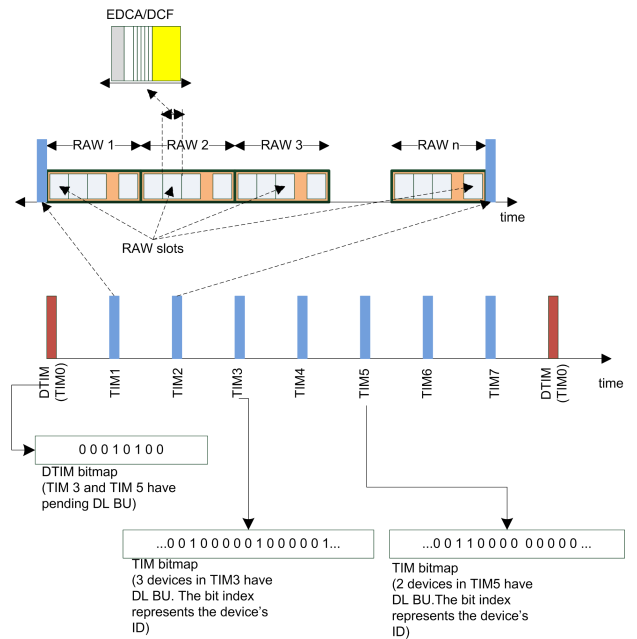 EDCA/DCF
RAW 1
RAW 2
RAW 3
RAW n
time
RAW slots
DTIM
(TIM0)
TIM1
TIM2
TIM3
TIM4
TIM5
TIM6
TIM7
DTIM
(TIM0)
time
0 0 0 1 0 1 0 0
DTIM bitmap
(TIM 3 and TIM 5 have
pending DL BU)
...0 0 1 0 0 0 0 0 1 0 0 0 0 0 1...
TIM bitmap
(3 devices in TIM3 have
DL BU. The bit index
represents the device's
ID)
...0 0 1 1 0 0 0 0 0 0 0 0 0 ...
TIM bitmap
(2 devices in TIM5 have
DL BU.The bit index
represents the device's
ID)